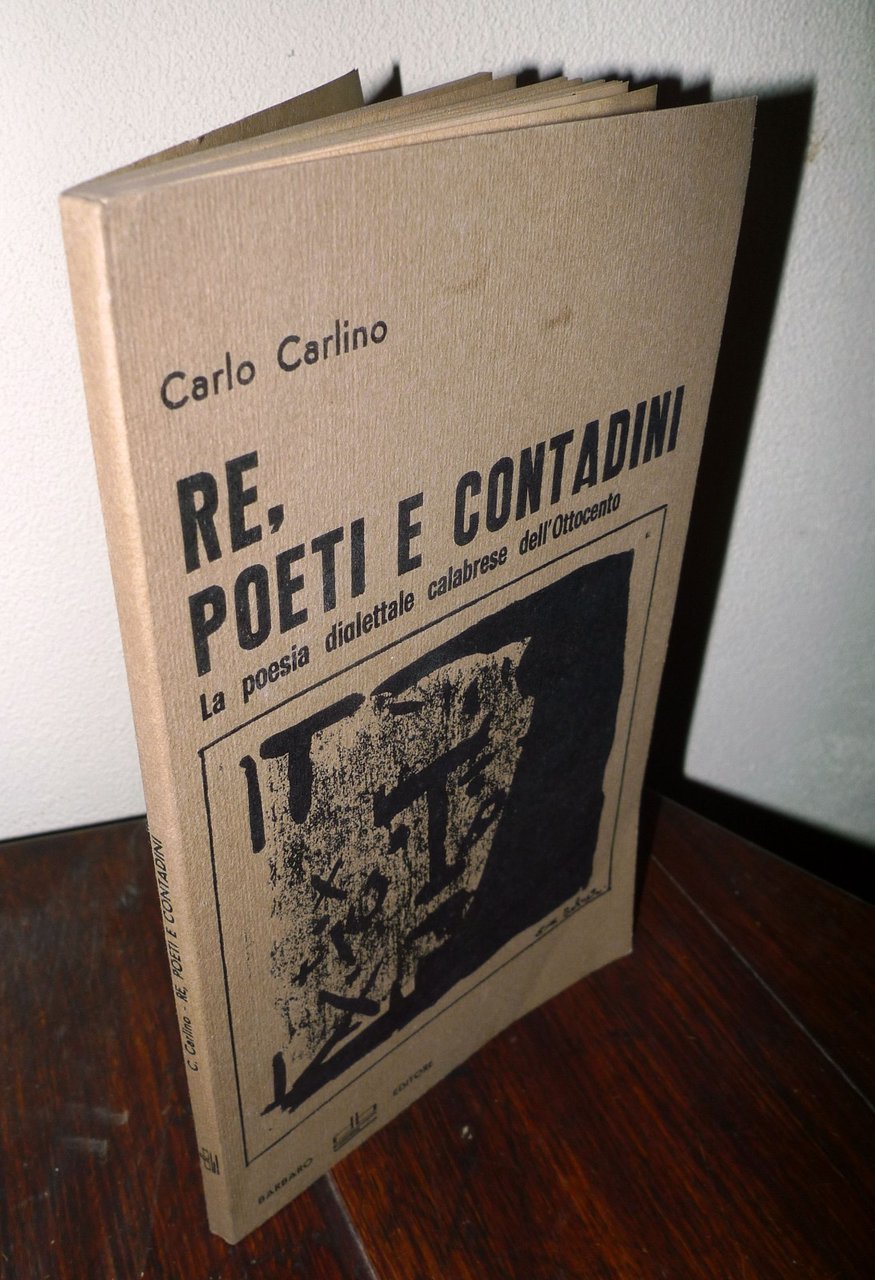 Carlo Carlino
RE,
POETI E CONTADINI
La poesia dialettale calabrese dell'Ottocento
BARBARO EDITORE
C. Carlino - RE, POETI E CONTADINI